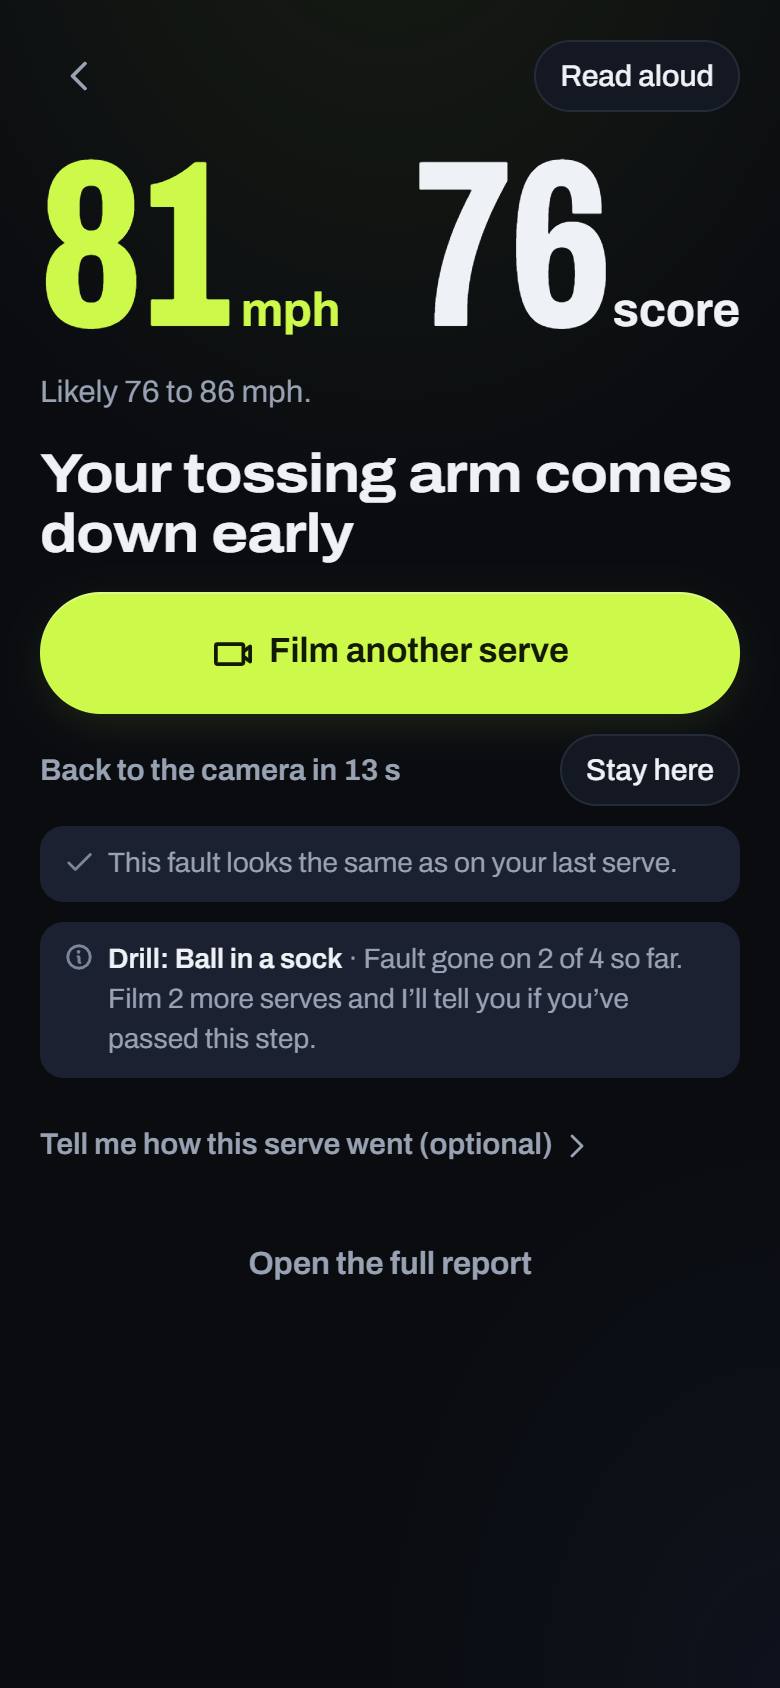 Read aloud
81 mph 76 score
Likely 76 to 86 mph.
Your tossing arm comes
down early
Film another serve
Back to the camera in 13 s
Stay here
This fault looks the same as on your last serve.
Drill: Ball in a sock · Fault gone on 2 of 4 so far.
Film 2 more serves and I’ll tell you if you’ve
passed this step.
Tell me how this serve went (optional)
Open the full report